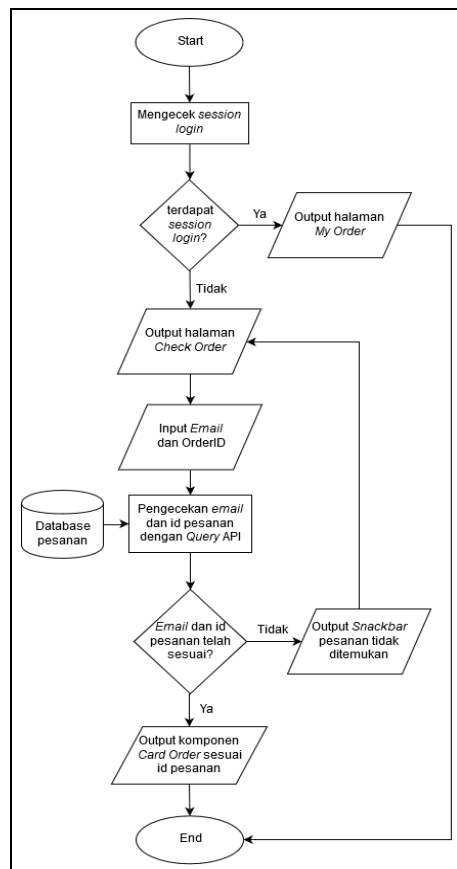 Start
Mengecek session
login
terdapat
session
login?
Ya
Output halaman
My Order
Tidak
Output halaman
Check Order
Input Email
dan OrderID
Database
pesanan
Pengecekan email
dan id pesanan
dengan Query API
Email dan id
pesanan telah
sesuai?
Tidak
Output Snackbar
pesanan tidak
ditemukan
Ya
Output komponen
Card Order sesuai
id pesanan
End